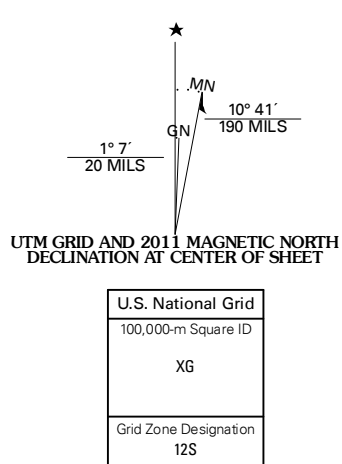 ★
MN
10° 41´
190 MILS
GN
1° 7´
20 MILS
UTM GRID AND 2011 MAGNETIC NORTH
DECLINATION AT CENTER OF SHEET
U.S. National Grid
100,000-m Square ID
XG
Grid Zone Designation
12S